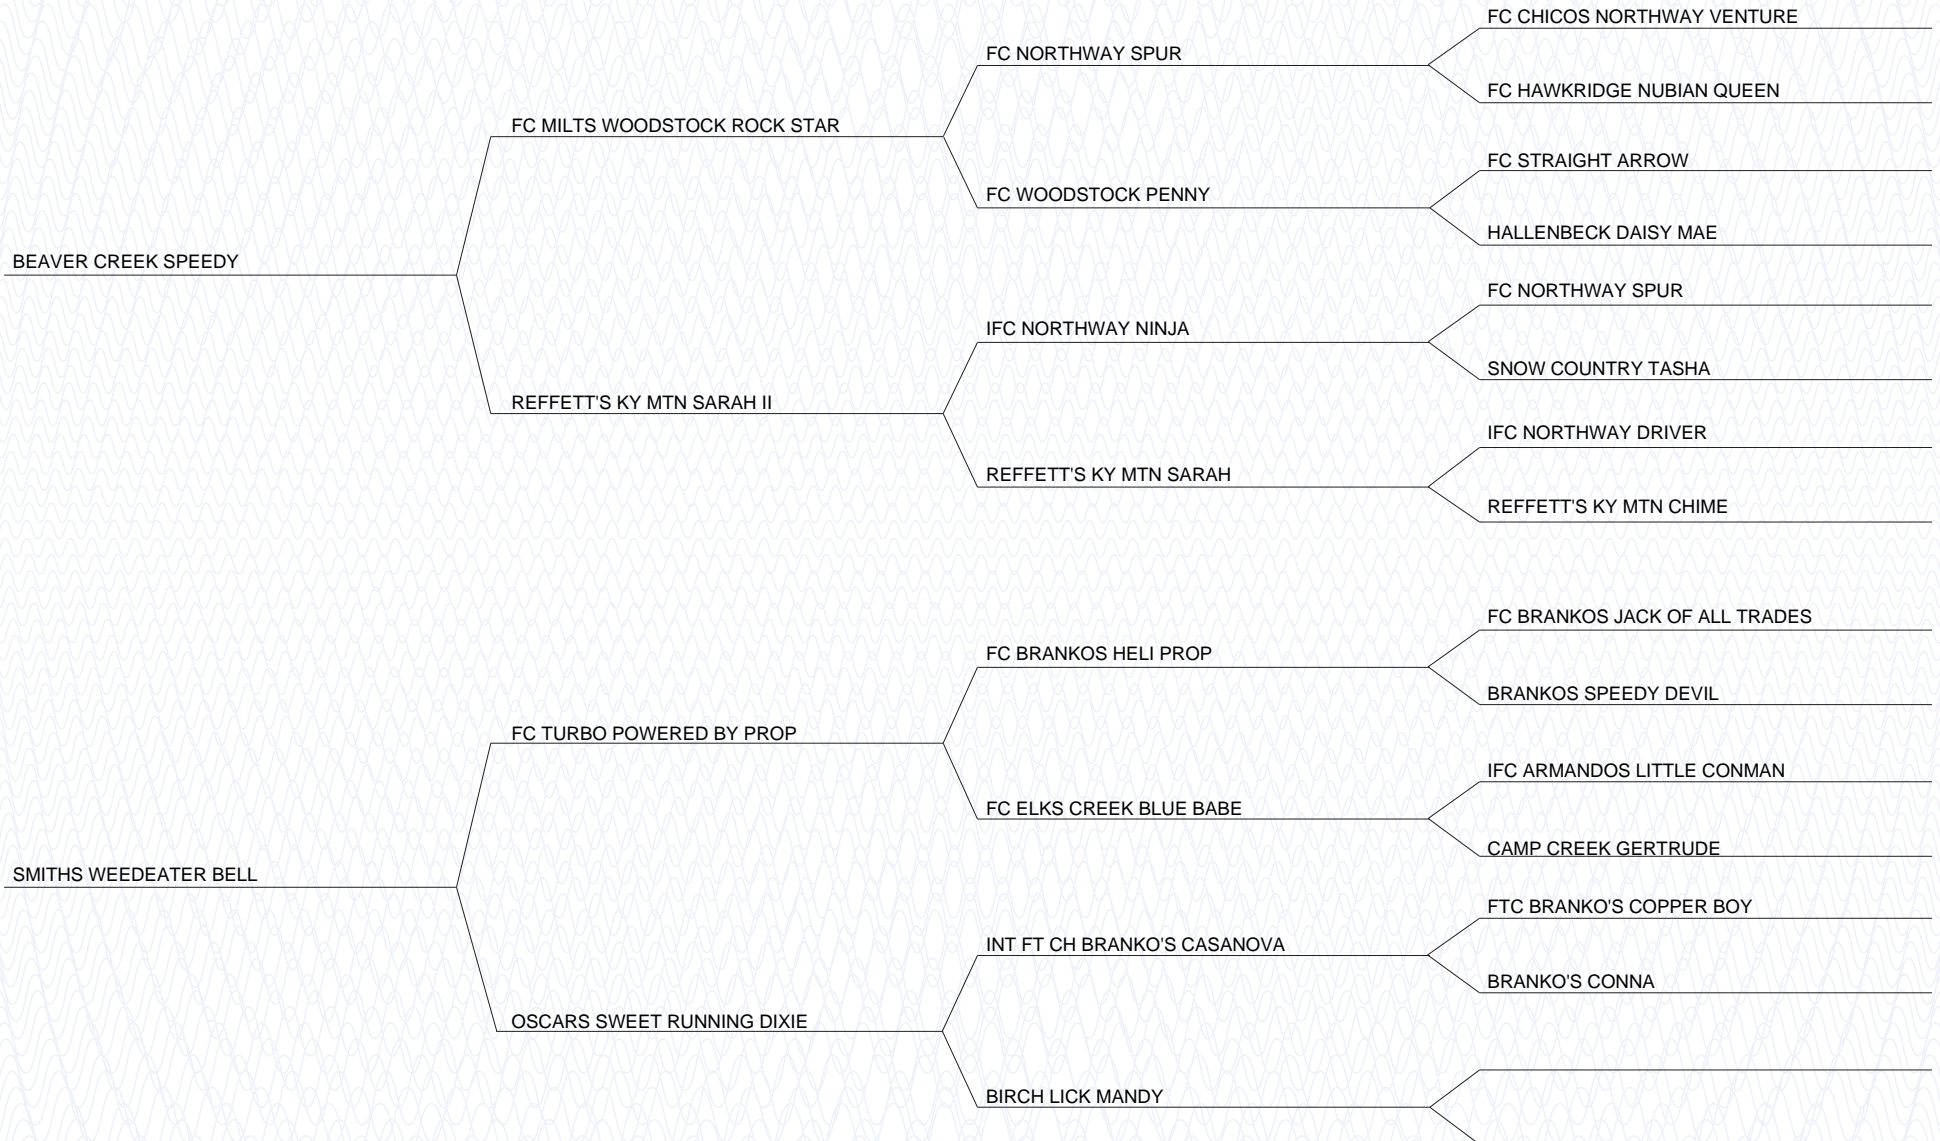 FC CHICOS NORTHWAY VENTURE
FC NORTHWAY SPUR
FC HAWKRIDGE NUBIAN QUEEN
FC MILTS WOODSTOCK ROCK STAR
FC STRAIGHT ARROW
FC WOODSTOCK PENNY
HALLENBECK DAISY MAE
BEAVER CREEK SPEEDY
FC NORTHWAY SPUR
IFC NORTHWAY NINJA
SNOW COUNTRY TASHA
REFFETT'S KY MTN SARAH II
IFC NORTHWAY DRIVER
REFFETT'S KY MTN SARAH
REFFETT'S KY MTN CHIME
FC BRANKOS JACK OF ALL TRADES
FC BRANKOS HELI PROP
BRANKOS SPEEDY DEVIL
FC TURBO POWERED BY PROP
IFC ARMANDOS LITTLE CONMAN
FC ELKS CREEK BLUE BABE
CAMP CREEK GERTRUDE
SMITHS WEEDEATER BELL
FTC BRANKO'S COPPER BOY
INT FT CH BRANKO'S CASANOVA
BRANKO'S CONNA
OSCARS SWEET RUNNING DIXIE
BIRCH LICK MANDY